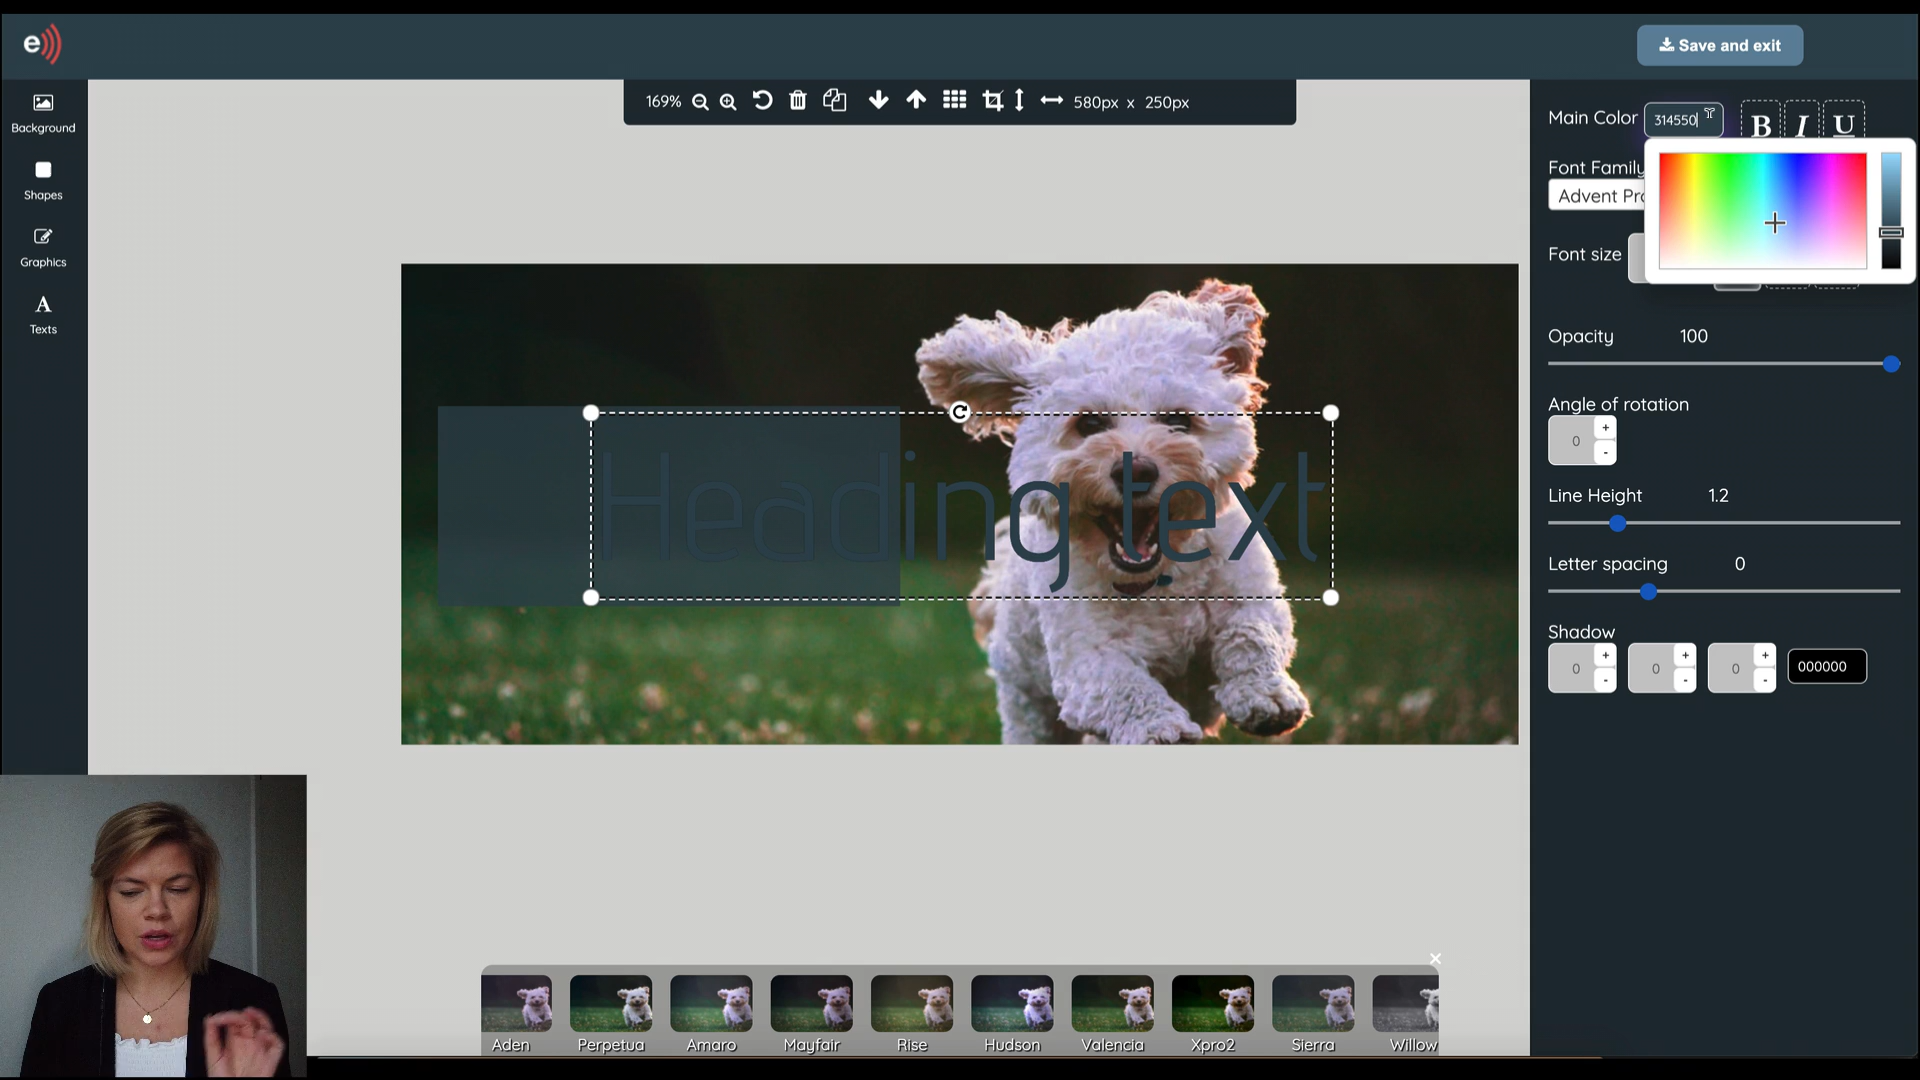 e
Save and exit
169%
580px x 250px
Background
Shapes
Graphics
A
Texts
Main Color
314550
B I U
Font Family
Advent Pro
Font size
Opacity 100
Angle of rotation
0
+
-
Line Height 1.2
Letter spacing 0
Shadow
0
+
-
0
+
-
0
+
-
000000
Heading text
Aden
Perpetua
Amaro
Mayfair
Rise
Hudson
Valencia
Xpro2
Sierra
Willow